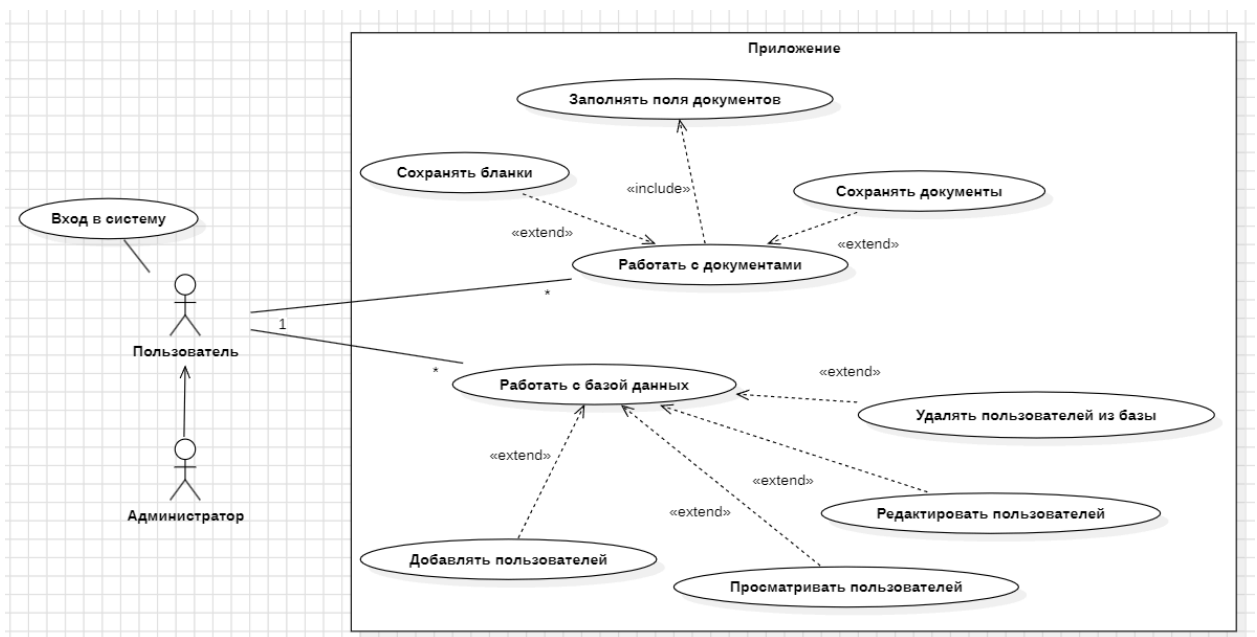 Приложение
Заполнять поля документов
Сохранять бланки
«include»
Сохранять документы
Вход в систему
«extend»
«extend»
Работать с документами
*
1
Пользователь
*
Работать с базой данных
«extend»
Удалять пользователей из базы
«extend»
«extend»
«extend»
Редактировать пользователей
Администратор
Добавлять пользователей
Просматривать пользователей